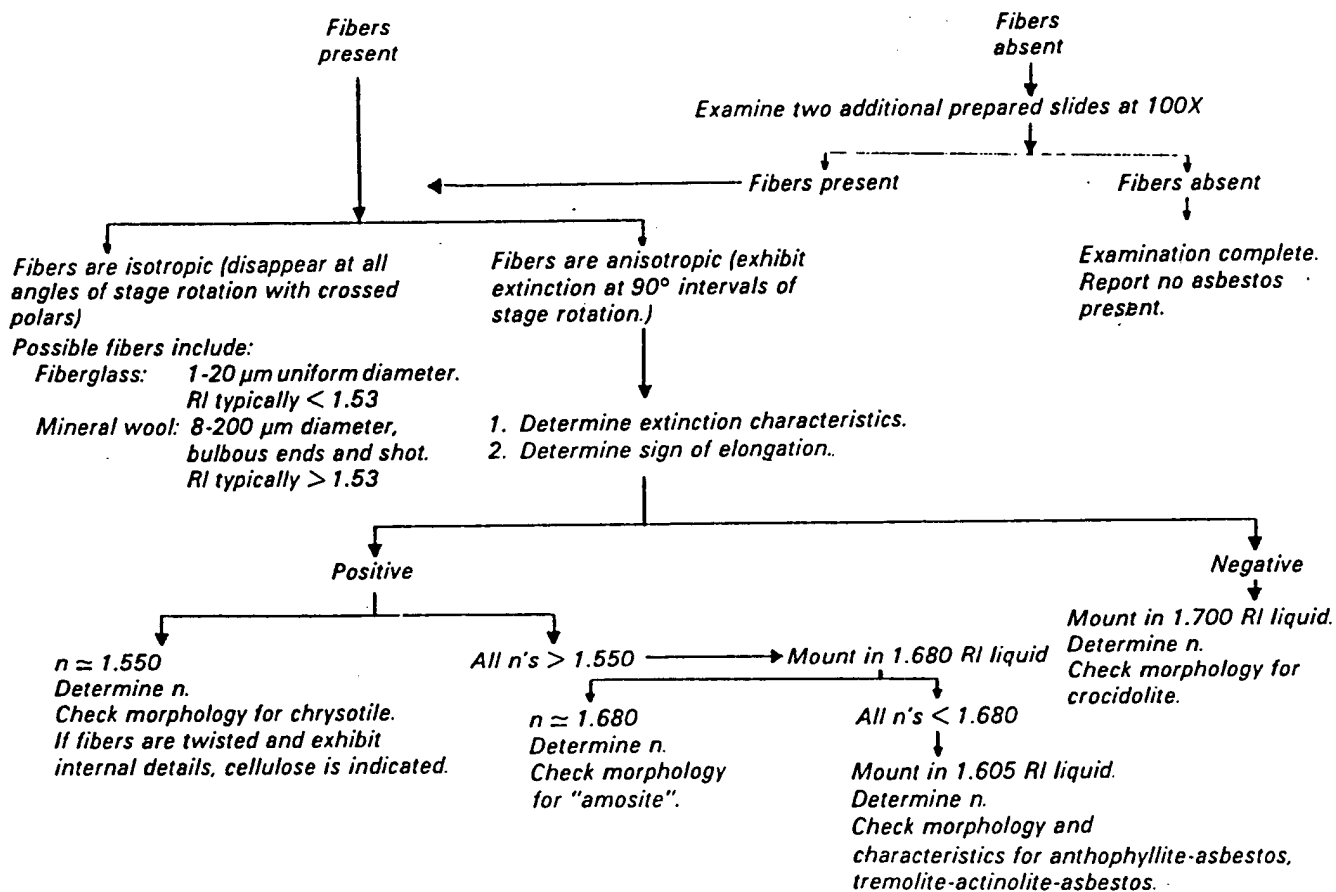 Fibers
present
Fibers
absent
Examine two additional prepared slides at 100X
Fibers present
Fibers absent
Fibers are isotropic (disappear at all
angles of stage rotation with crossed
polars)
Possible fibers include:
Fiberglass: 1-20 µm uniform diameter.
RI typically < 1.53
Mineral wool: 8-200 µm diameter,
bulbous ends and shot.
RI typically > 1.53
Fibers are anisotropic (exhibit
extinction at 90° intervals of
stage rotation.)
Examination complete.
Report no asbestos
present.
1. Determine extinction characteristics.
2. Determine sign of elongation..
Positive
Negative
n ≃ 1.550
Determine n.
Check morphology for chrysotile.
If fibers are twisted and exhibit
internal details, cellulose is indicated.
All n's > 1.550
Mount in 1.680 RI liquid
Mount in 1.700 RI liquid.
Determine n.
Check morphology for
crocidolite.
n ≃ 1.680
Determine n.
Check morphology
for "amosite".
All n's < 1.680
Mount in 1.605 RI liquid.
Determine n.
Check morphology and
characteristics for anthophyllite-asbestos,
tremolite-actinolite-asbestos.